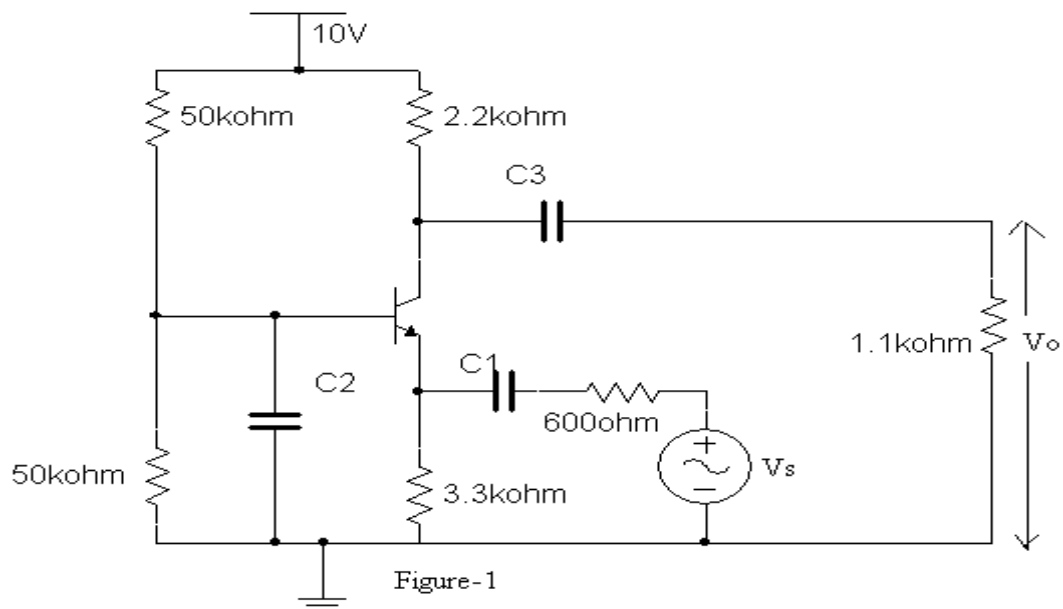 10V
50kohm
2.2kohm
C3
C2
C1
1.1kohm
Vo
600ohm
Vs
50kohm
3.3kohm
+
−
Figure-1